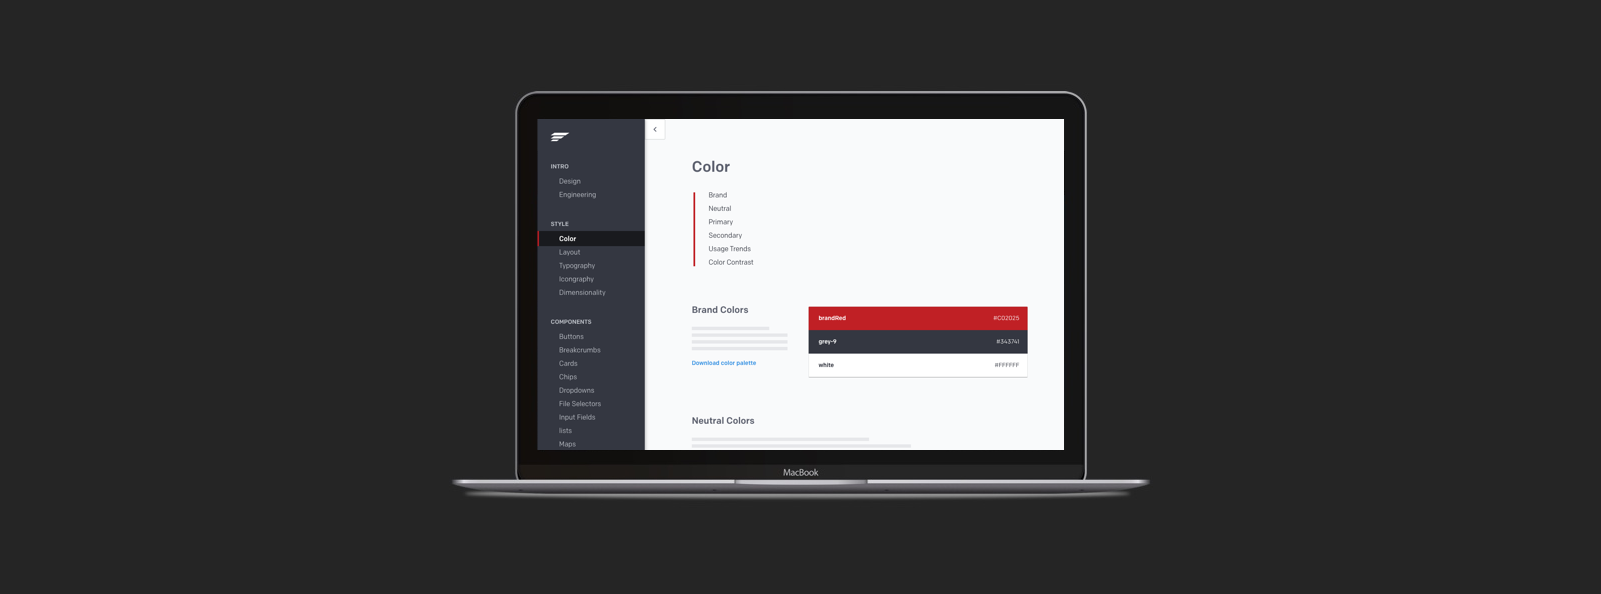 INTRO
Design
Engineering
STYLE
Color
Layout
Typography
Icongraphy
Dimensionality
COMPONENTS
Buttons
Breakcrumbs
Cards
Chips
Dropdowns
File Selectors
Input Fields
lists
Maps
Color
Brand
Neutral
Primary
Secondary
Usage Trends
Color Contrast
Brand Colors
Download color palette
brandRed #CD2025
grey-9 #343741
white #FFFFFF
Neutral Colors
MacBook